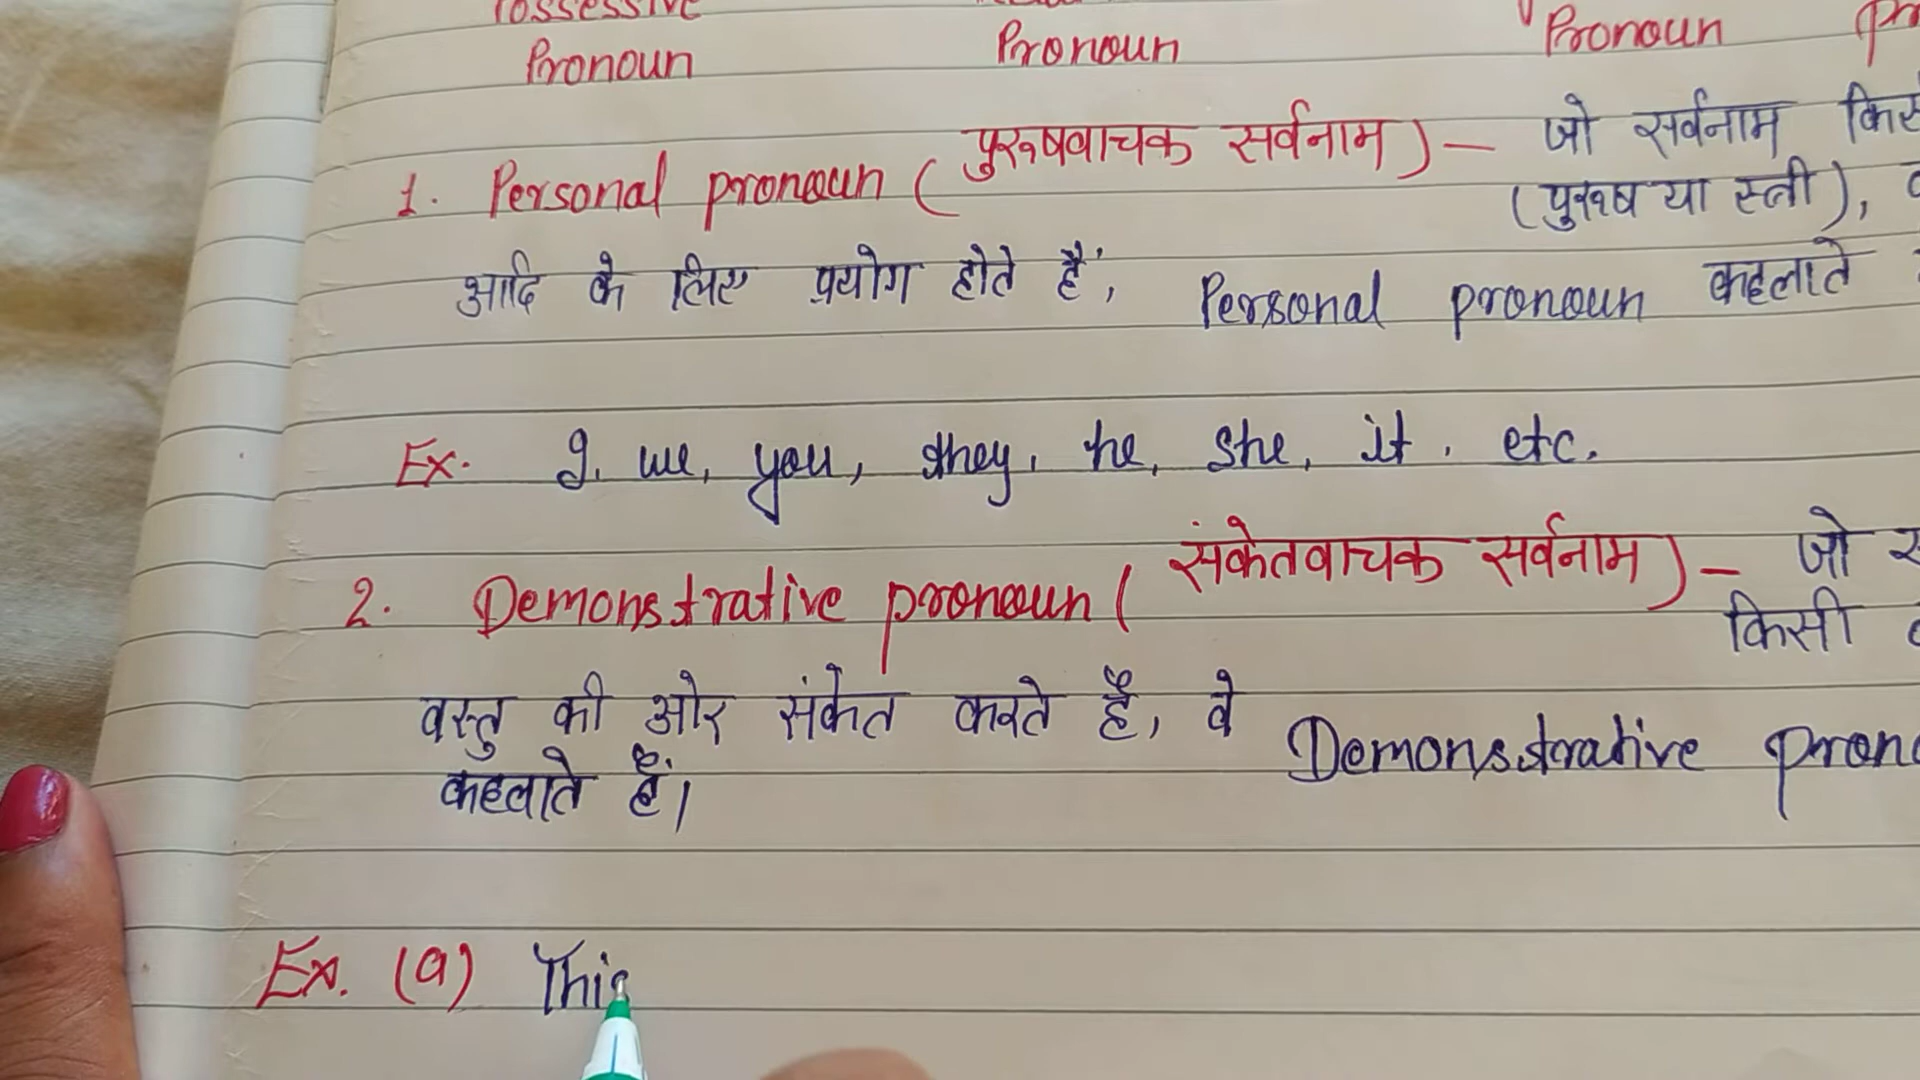 Possessive
Pronoun Pronoun Pronoun
1. Personal pronoun ( पुरूषवाचक सर्वनाम ) – जो सर्वनाम
(पुरूष या स्त्री),
आदि के लिए प्रयोग होते हैं, Personal pronoun कहलाते
Ex. I, we, you, they, he, she, it, etc.
2. Demonstrative pronoun ( संकेतवाचक सर्वनाम ) – जो
किसी
वस्तु की ओर संकेत करते हैं, वे Demonstrative
कहलाते हैं।
Ex. (a) This